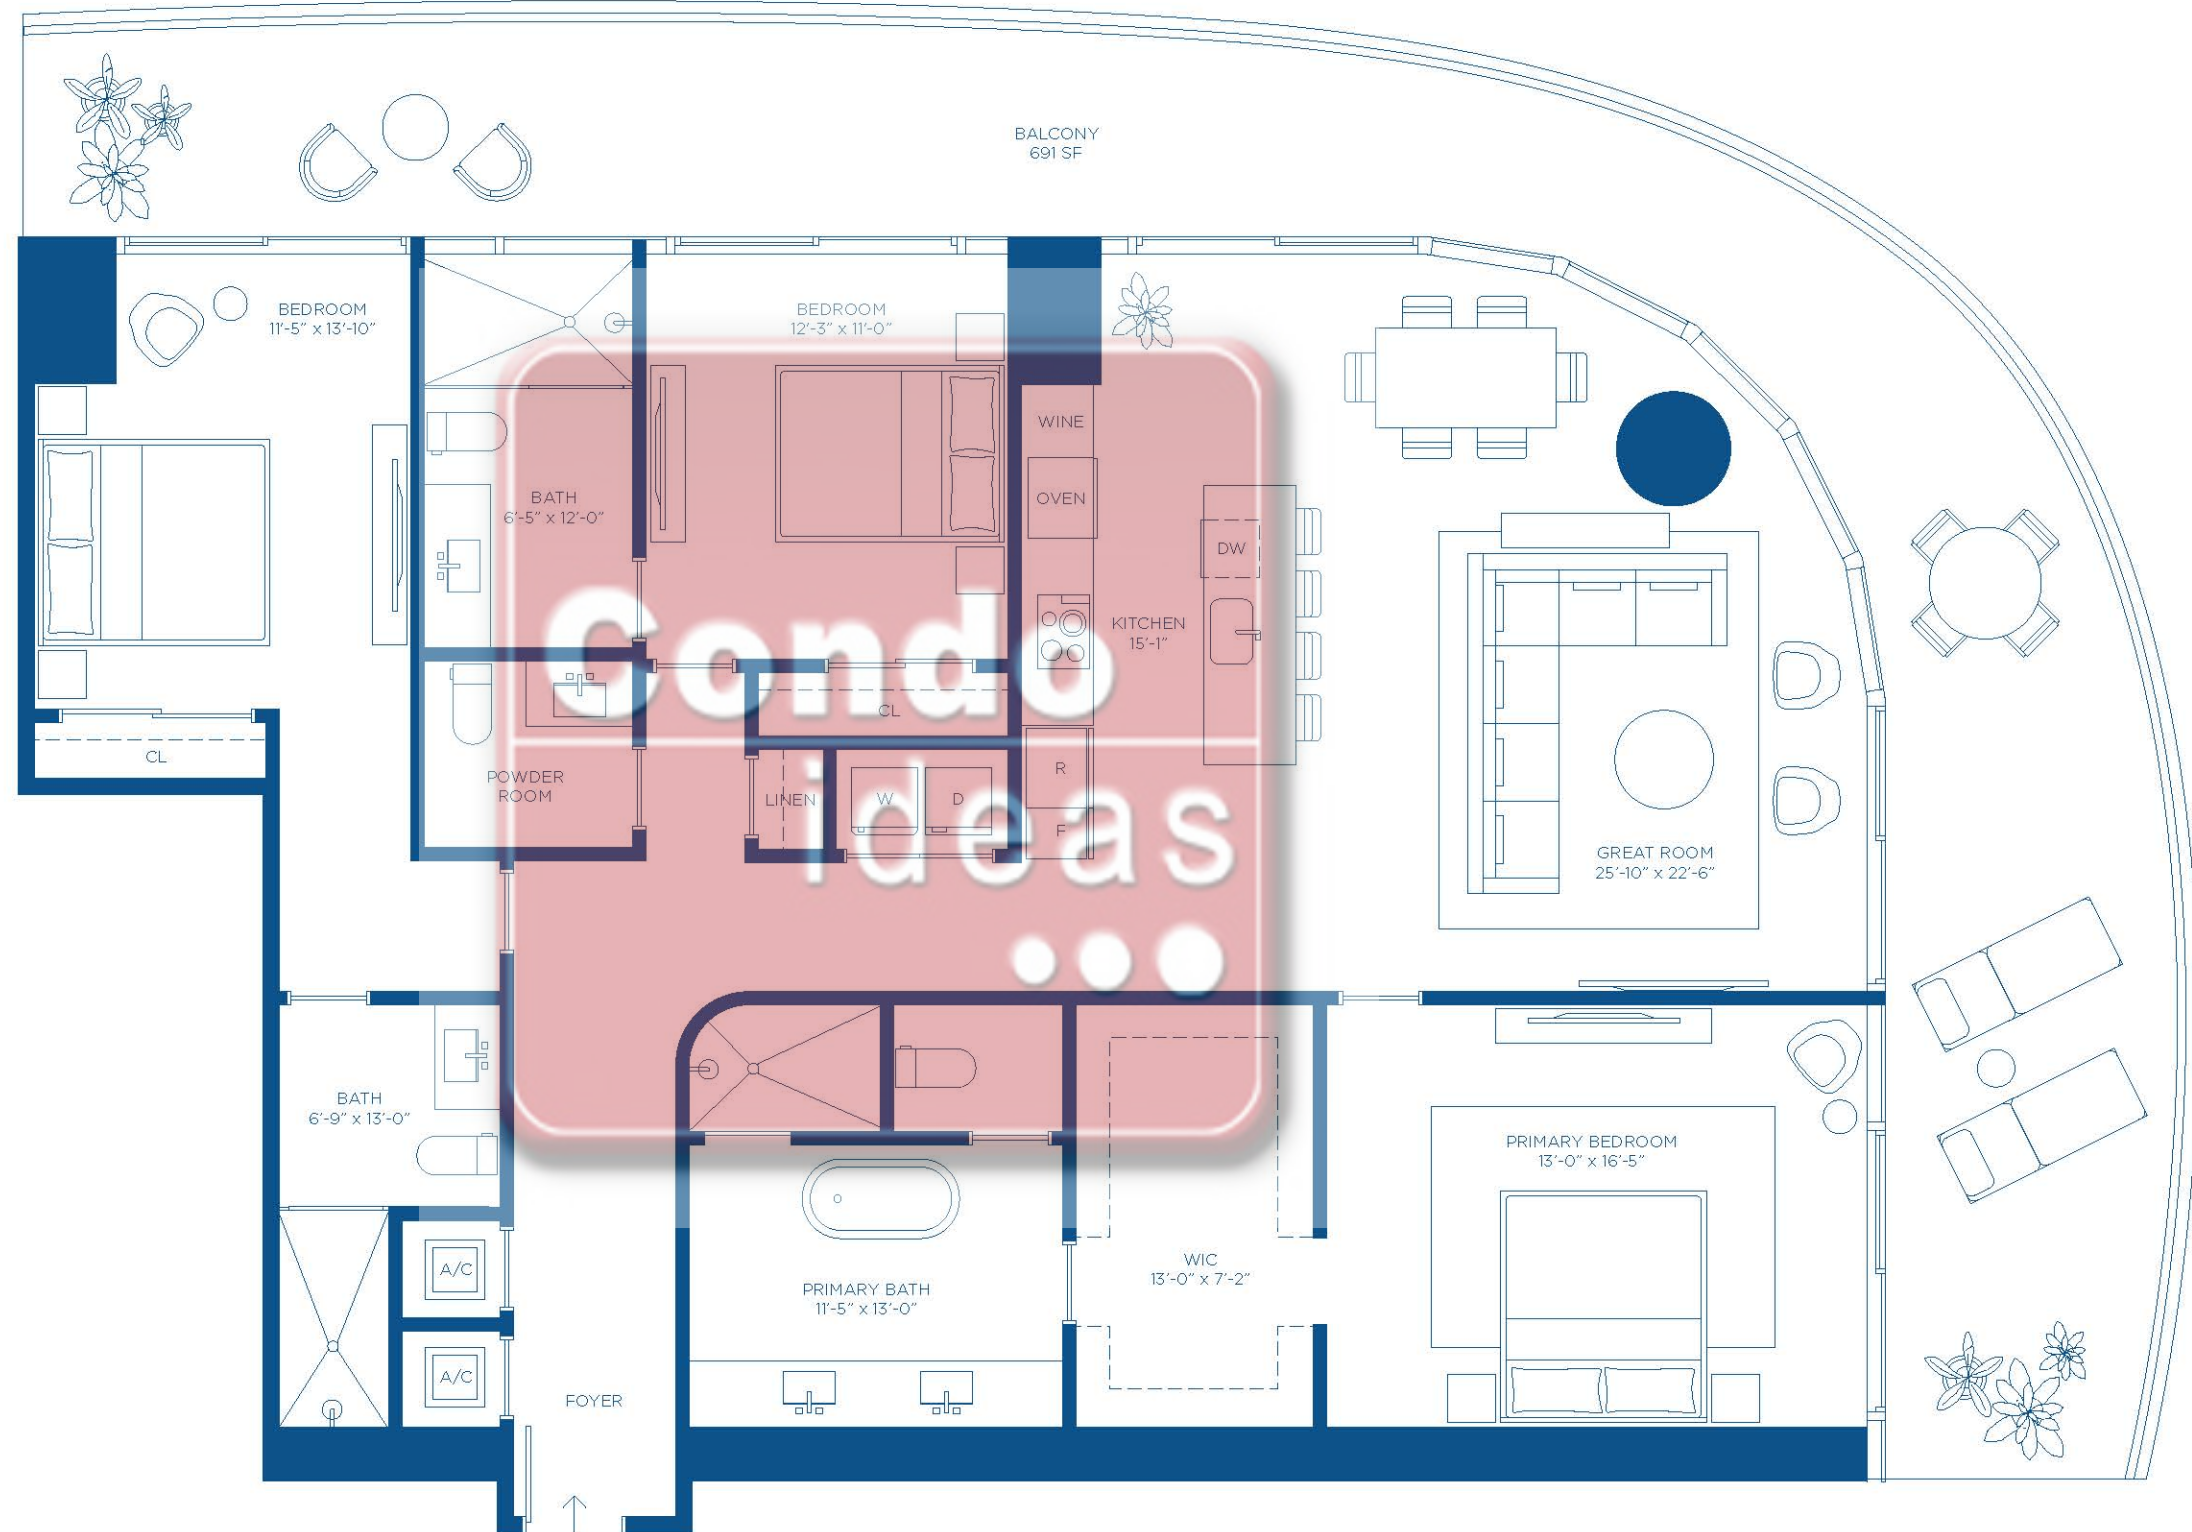 BALCONY
691 SF
BEDROOM
11'-5" x 13'-10"
BEDROOM
12'-3" x 11'-0"
WINE
OVEN
BATH
6'-5" x 12'-0"
DW
KITCHEN
15'-1"
Condo
ideas
CL
CL
POWDER
ROOM
LINEN
W
D
R
F
GREAT ROOM
25'-10" x 22'-6"
BATH
6'-9" x 13'-0"
PRIMARY BEDROOM
13'-0" x 16'-5"
A/C
WIC
13'-0" x 7'-2"
PRIMARY BATH
11'-5" x 13'-0"
A/C
FOYER